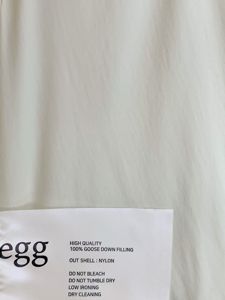 egg
HIGH QUALITY
100% GOOSE DOWN FILLING
OUT SHELL : NYLON
DO NOT BLEACH
DO NOT TUMBLE DRY
LOW IRONING
DRY CLEANING